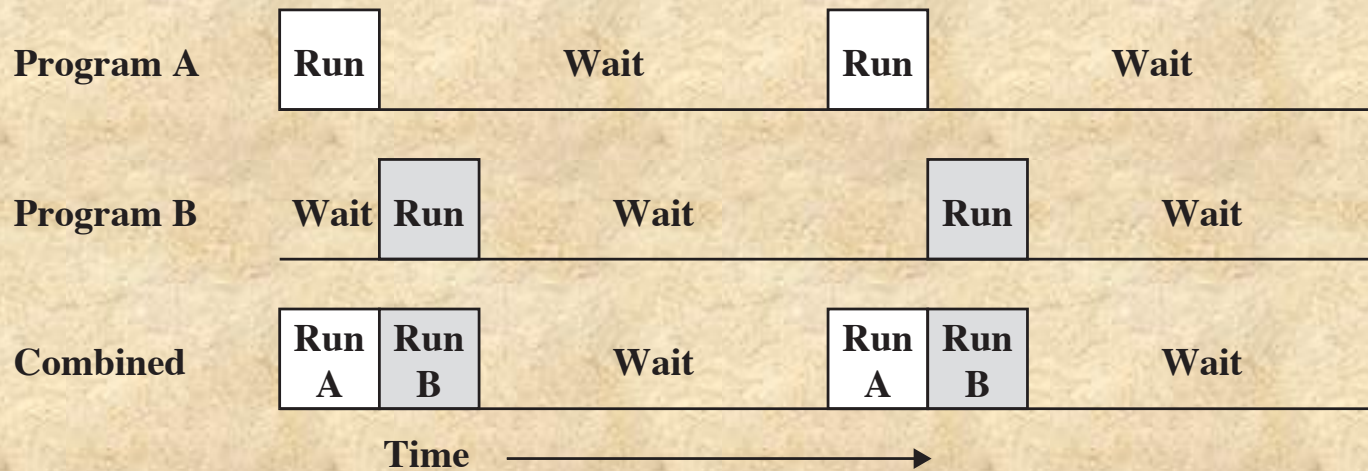 Program A Run Wait Run Wait
Program B Wait Run Wait Run Wait
Combined Run A Run B Wait Run A Run B Wait
Time